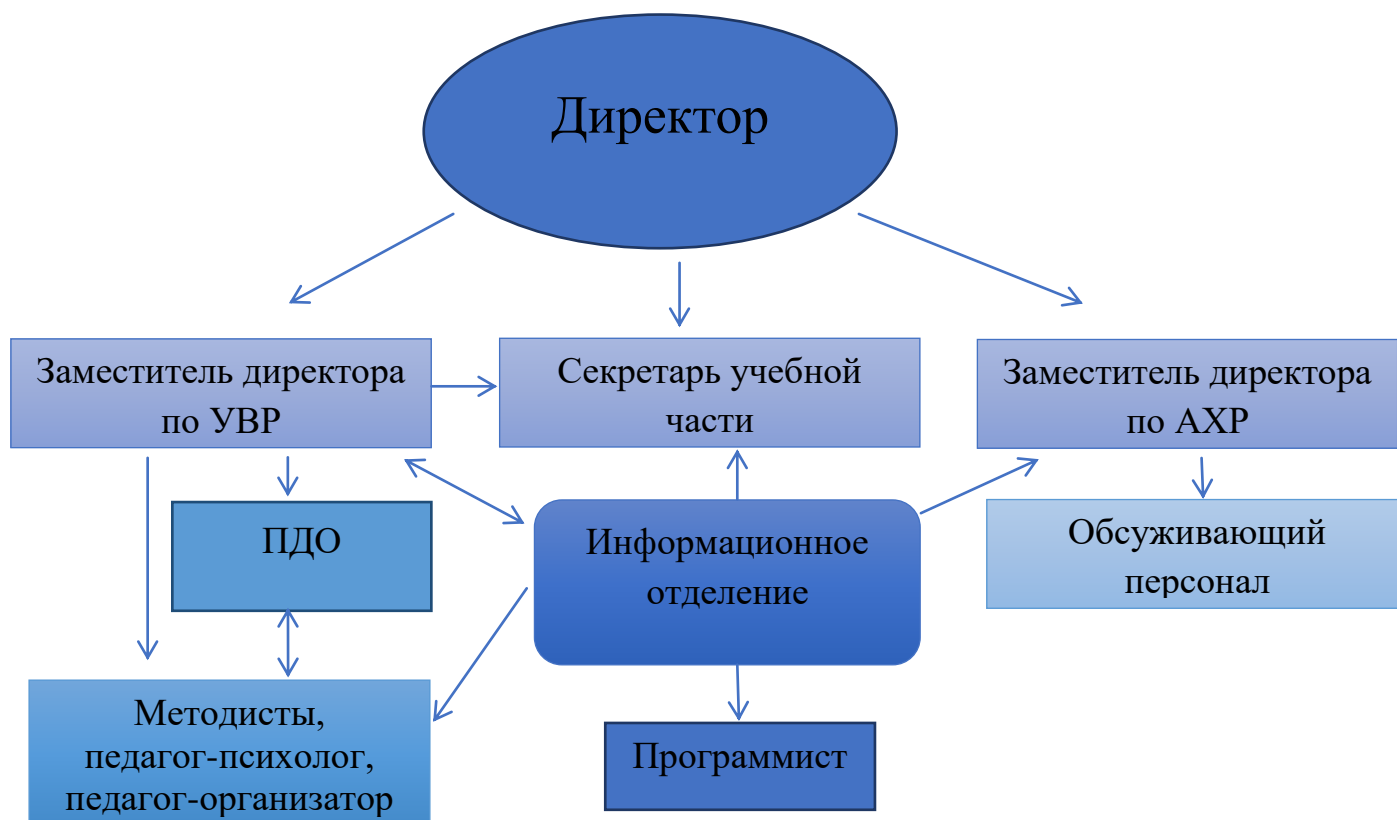 Директор
Заместитель директора
по УВР
Секретарь учебной
части
Заместитель директора
по АХР
ПДО
Информационное
отделение
Обсуживающий
персонал
Методисты,
педагог-психолог,
педагог-организатор
Программист